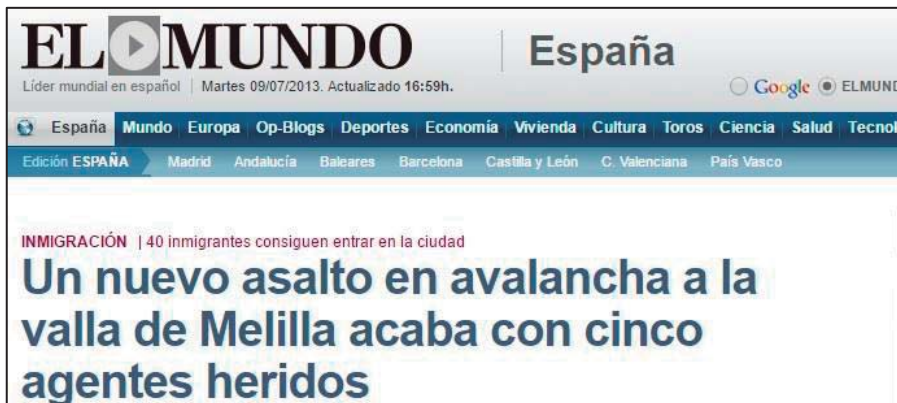 EL MUNDO
España
Líder mundial en español | Martes 09/07/2013. Actualizado 16:59h.
Google ELMUND
España Mundo Europa Op-Blogs Deportes Economía Vivienda Cultura Toros Ciencia Salud Tecnol
Edición ESPAÑA Madrid Andalucía Baleares Barcelona Castilla y León C. Valenciana País Vasco
INMIGRACIÓN | 40 inmigrantes consiguen entrar en la ciudad
Un nuevo asalto en avalancha a la
valla de Melilla acaba con cinco
agentes heridos